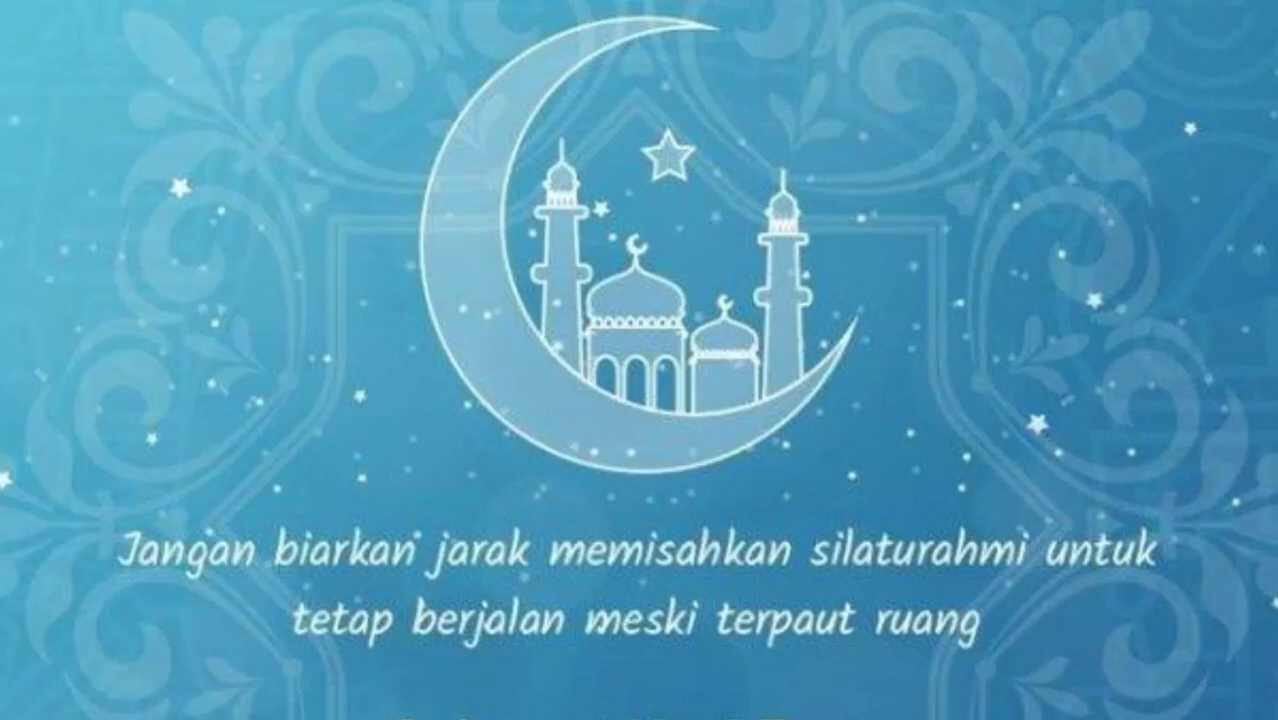 Jangan biarkan jarak memisahkan silaturahmi untuk
tetap berjalan meski terpaut ruang